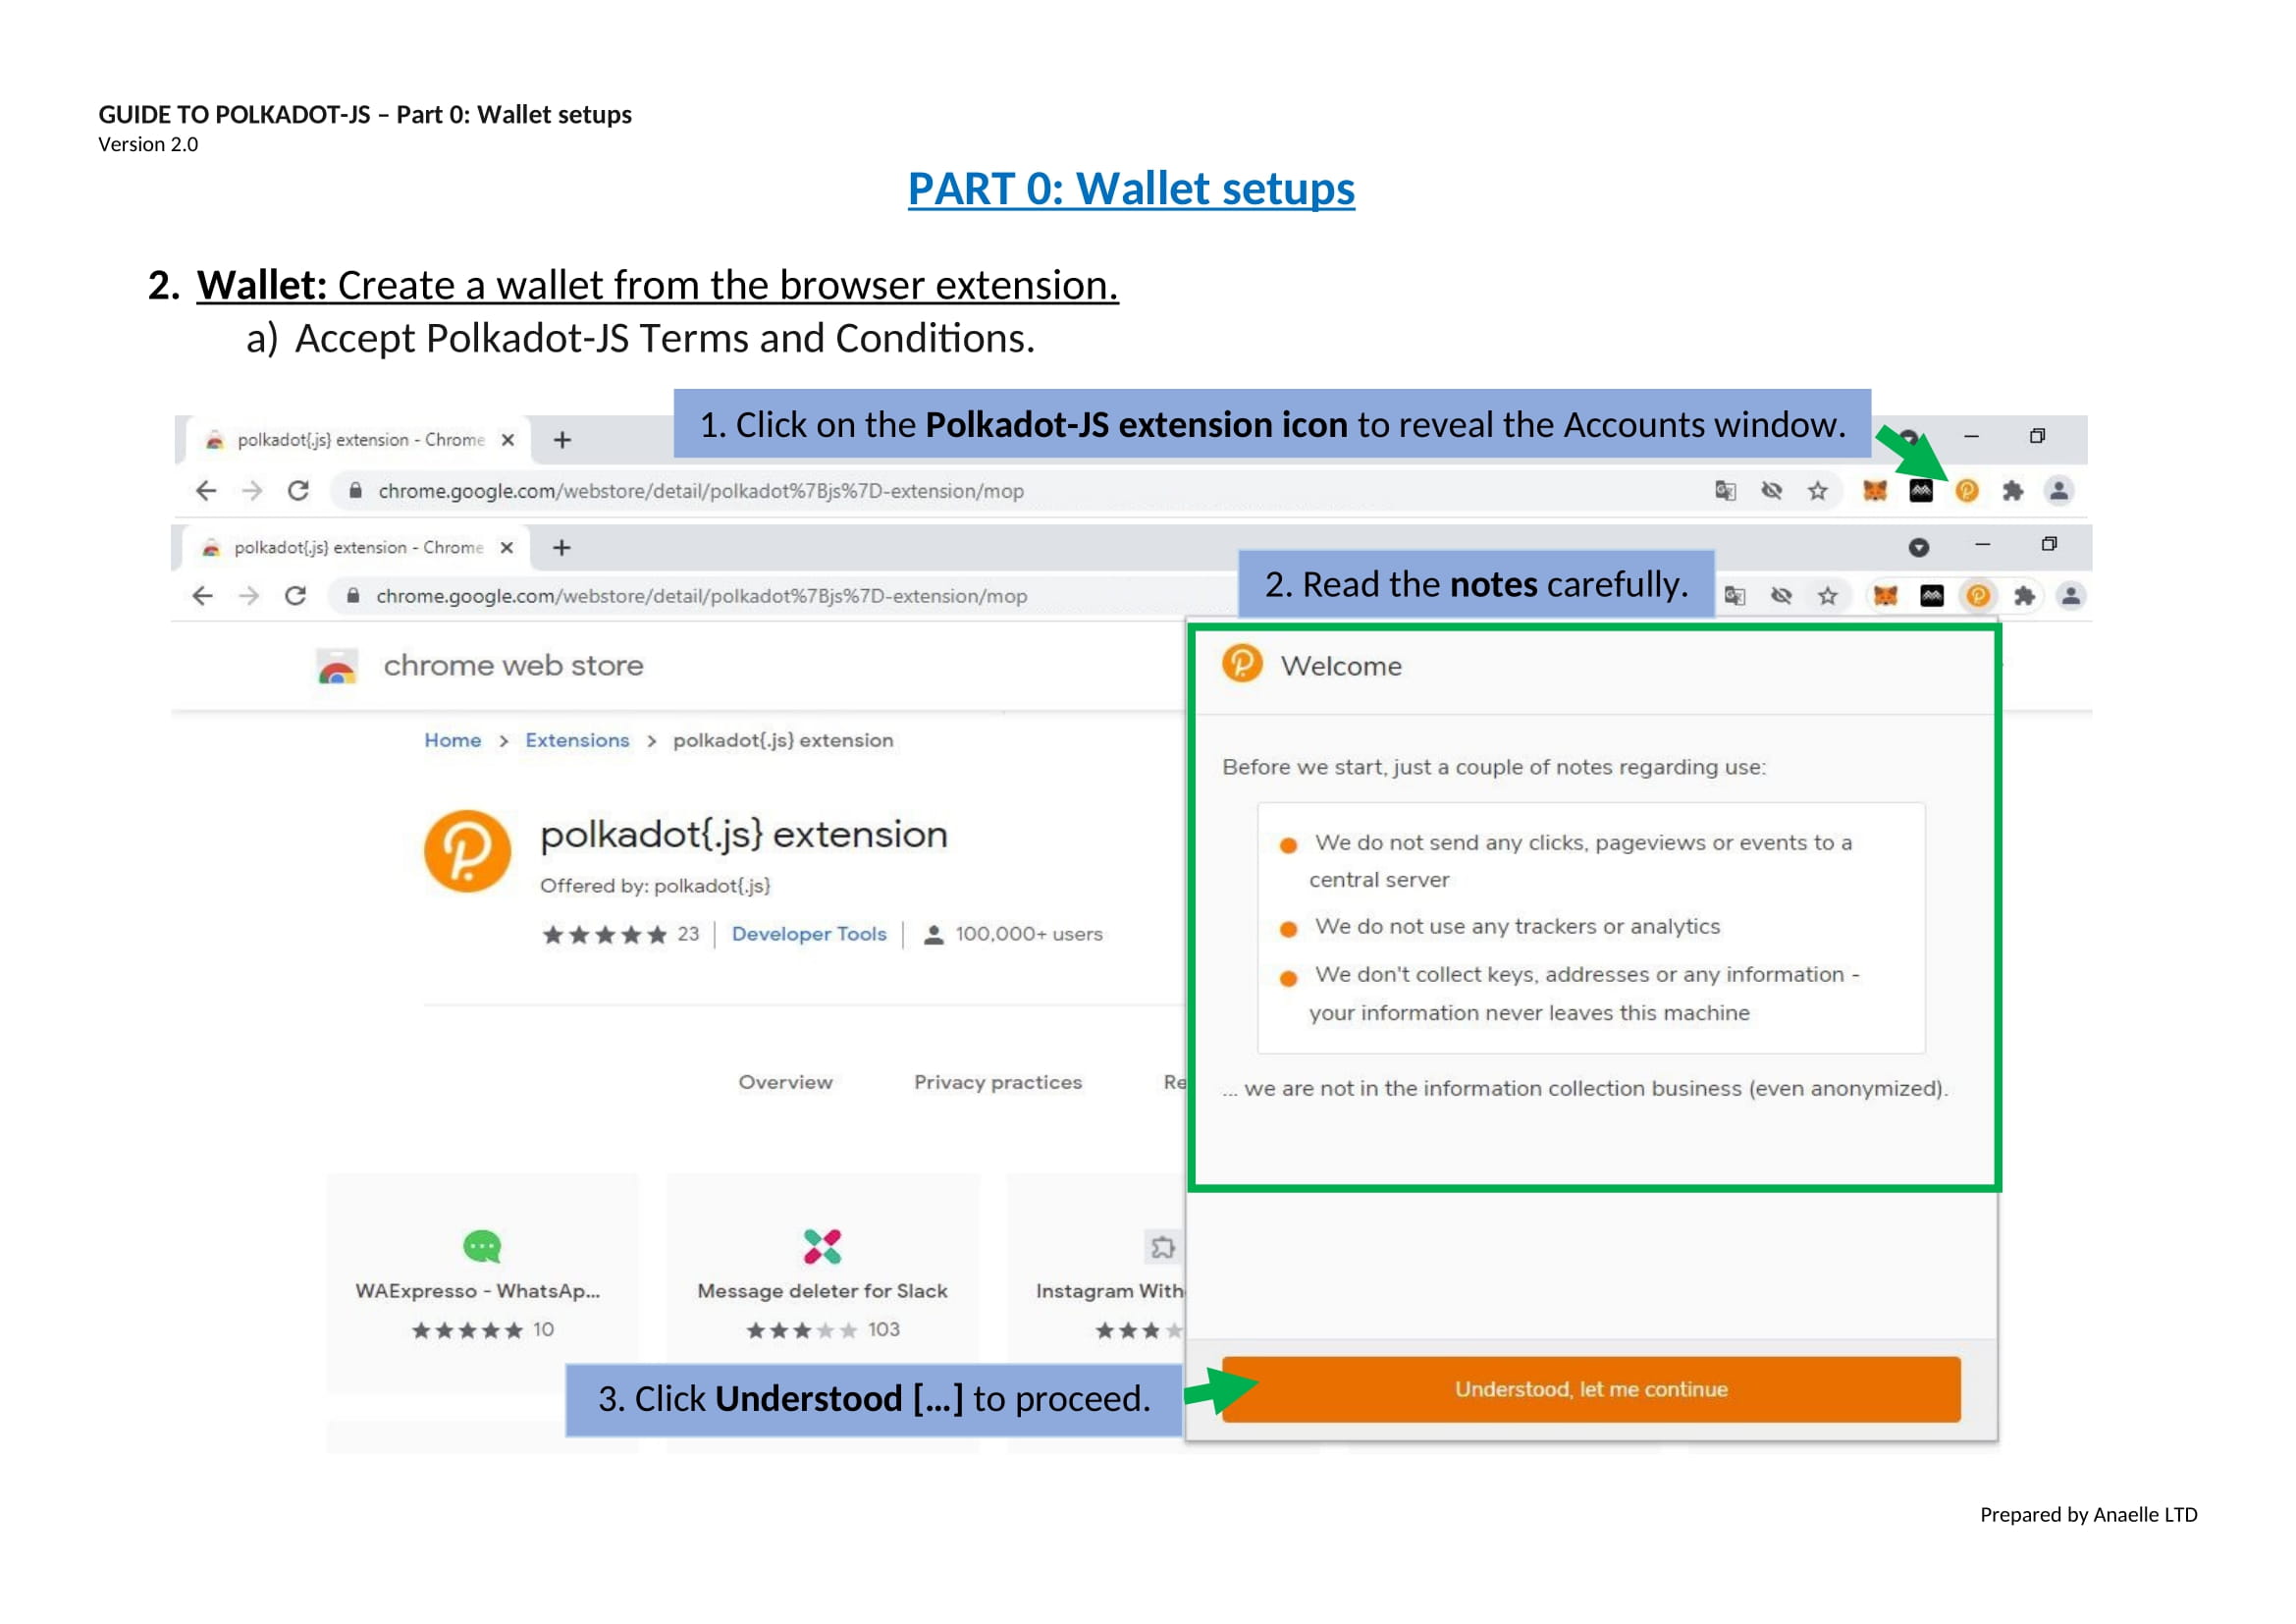 GUIDE TO POLKADOT-JS – Part 0: Wallet setups
Version 2.0
PART 0: Wallet setups
2. Wallet: Create a wallet from the browser extension.
a) Accept Polkadot-JS Terms and Conditions.
1. Click on the Polkadot-JS extension icon to reveal the Accounts window.
polkadot{.js} extension - Chrome
chrome.google.com/webstore/detail/polkadot%7Bjs%7D-extension/mop
polkadot{.js} extension - Chrome
2. Read the notes carefully.
chrome.google.com/webstore/detail/polkadot%7Bjs%7D-extension/mop
chrome web store
Home > Extensions > polkadot{.js} extension
polkadot{.js} extension
Offered by: polkadot{.js}
23 | Developer Tools | 100,000+ users
Overview Privacy practices Re
WAExpresso - WhatsAp...
10
Message deleter for Slack
103
Instagram With
Welcome
Before we start, just a couple of notes regarding use:
We do not send any clicks, pageviews or events to a
central server
We do not use any trackers or analytics
We don't collect keys, addresses or any information -
your information never leaves this machine
... we are not in the information collection business (even anonymized).
3. Click Understood [...] to proceed.
Understood, let me continue
Prepared by Anaelle LTD